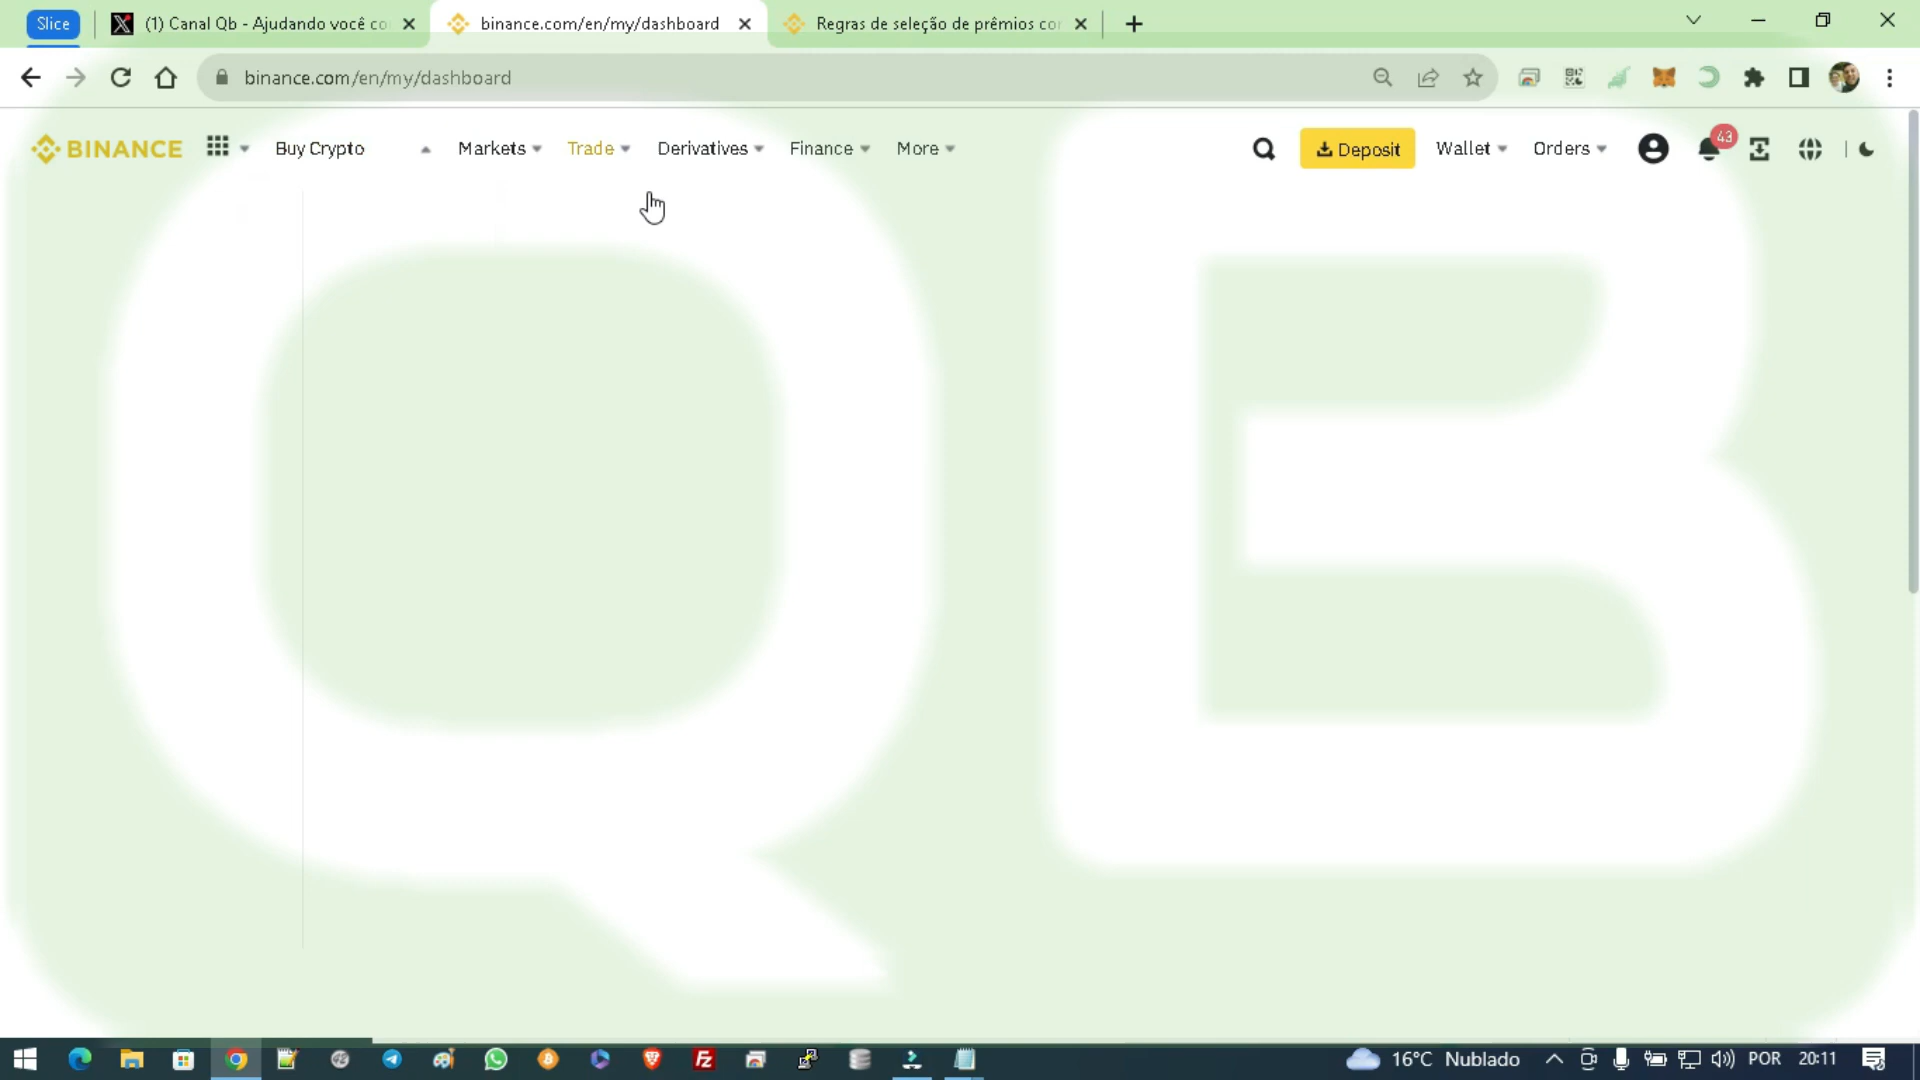 Slice
(1) Canal Qb - Ajudando você co
binance.com/en/my/dashboard
Regras de seleção de prêmios cor
binance.com/en/my/dashboard
BINANCE
Buy Crypto
Markets
Trade
Derivatives
Finance
More
Deposit
Wallet
Orders
43
QB
16°C Nublado
POR
20:11